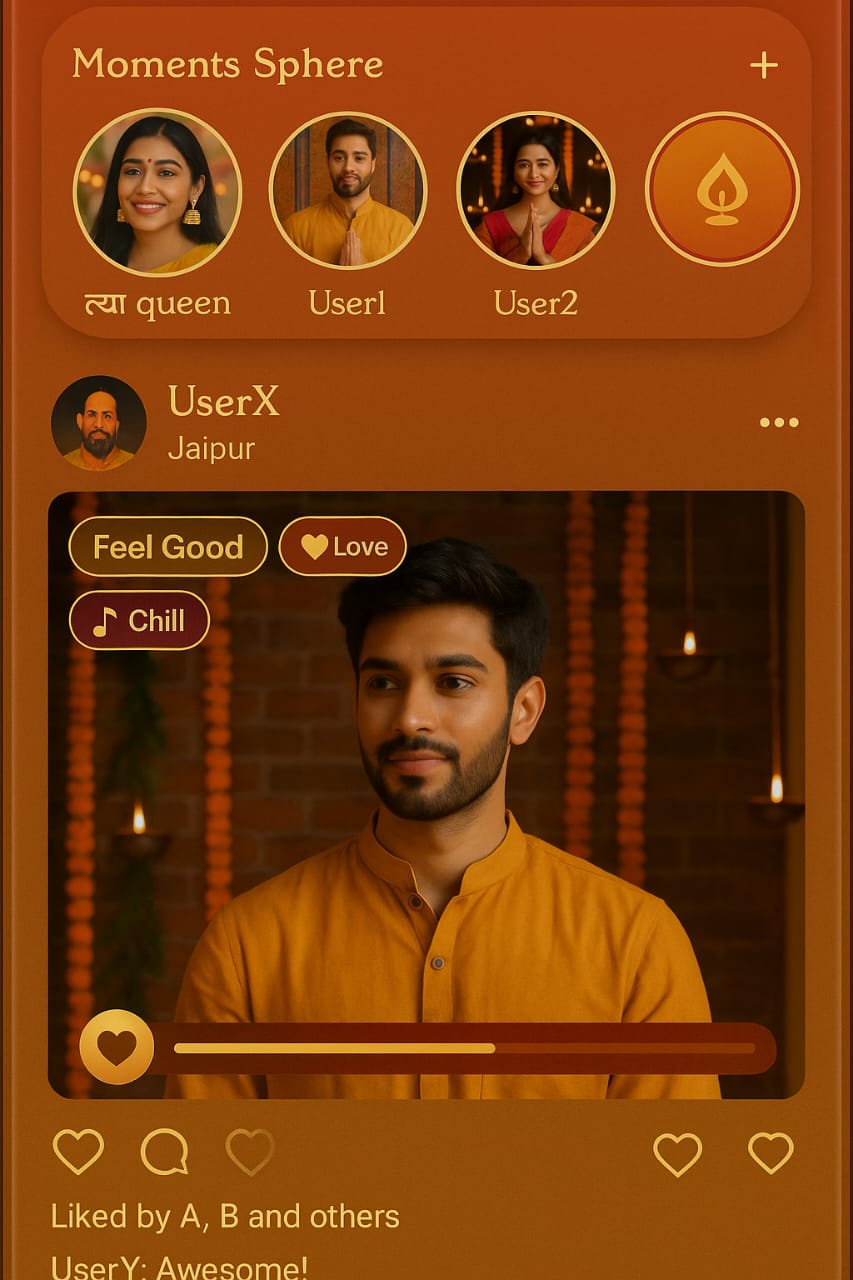 Moments Sphere
त्या queen
User1
User2
UserX
Jaipur
Feel Good
Love
Chill
Liked by A, B and others
UserY: Awesome!